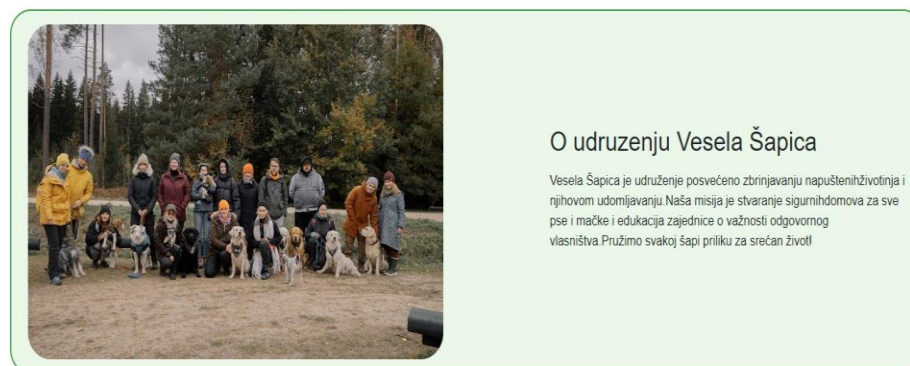 O udruzenju Vesela Šapica
Vesela Šapica je udruženje posvećeno zbrinjavanju napuštenihživotinja i
njihovom udomljavanju.Naša misija je stvaranje sigurnihdomova za sve
pse i mačke i edukacija zajednice o važnosti odgovornog
vlasništva.Pružimo svakoj šapi priliku za srećan život!